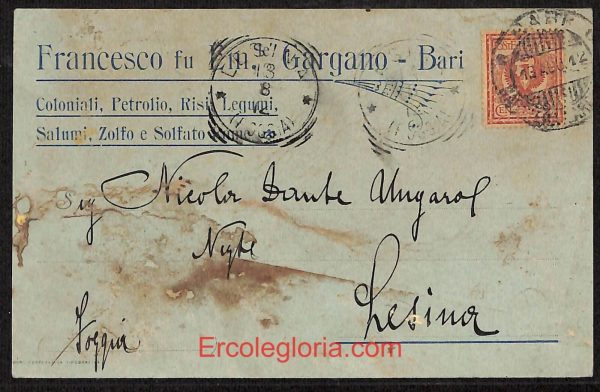 Francesco fu Gargano - Bari
Coloniali, Petrolio, Risi, Legumi,
Salumi, Zolfo e Solfato
Sig Nicola Dante Ungaro
Lesina
Foggia
Ercolegloria.com